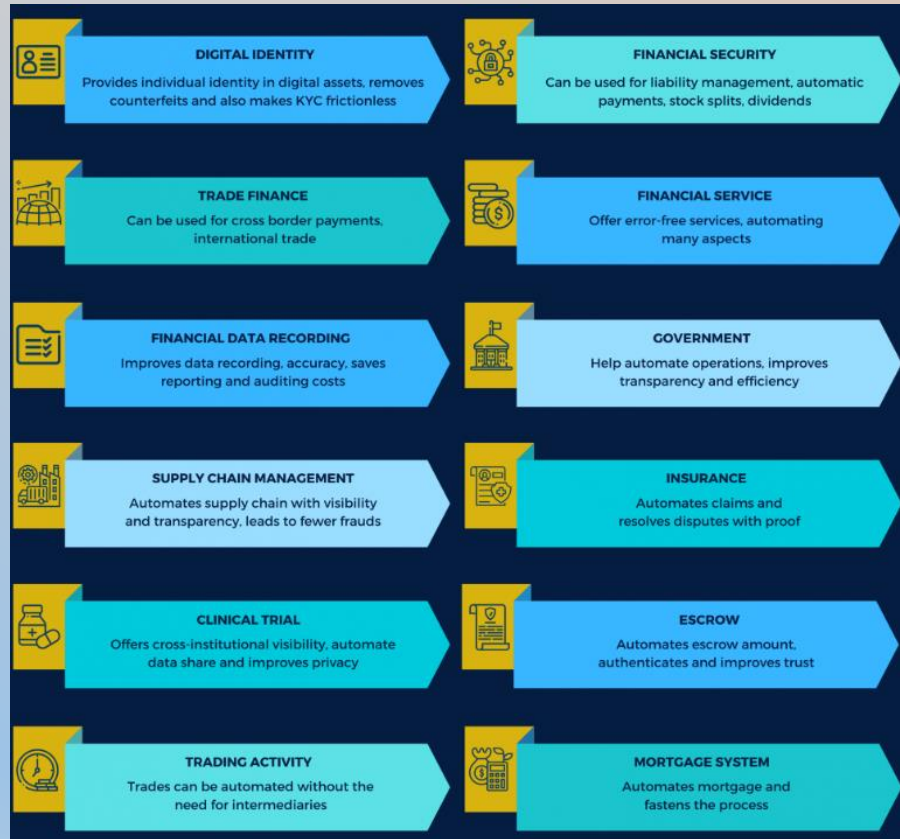 DIGITAL IDENTITY
Provides individual identity in digital assets, removes
counterfeits and also makes KYC frictionless
FINANCIAL SECURITY
Can be used for liability management, automatic
payments, stock splits, dividends
TRADE FINANCE
Can be used for cross border payments,
international trade
FINANCIAL SERVICE
Offer error-free services, automating
many aspects
FINANCIAL DATA RECORDING
Improves data recording, accuracy, saves
reporting and auditing costs
GOVERNMENT
Help automate operations, improves
transparency and efficiency
SUPPLY CHAIN MANAGEMENT
Automates supply chain with visibility
and transparency, leads to fewer frauds
INSURANCE
Automates claims and
resolves disputes with proof
CLINICAL TRIAL
Offers cross-institutional visibility, automate
data share and improves privacy
ESCROW
Automates escrow amount,
authenticates and improves trust
TRADING ACTIVITY
Trades can be automated without the
need for intermediaries
MORTGAGE SYSTEM
Automates mortgage and
fastens the process